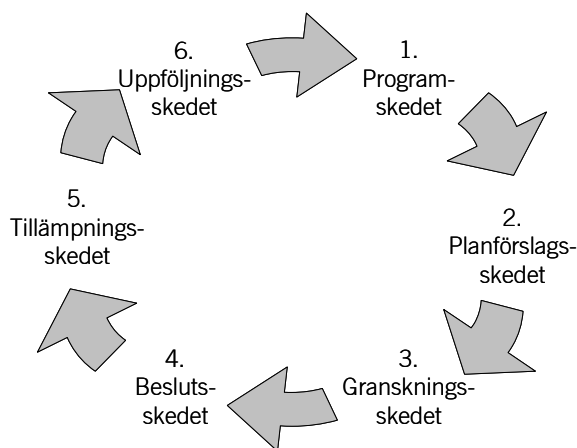 1.
Program-
skedet
2.
Planförslags-
skedet
3.
Gransknings-
skedet
4.
Besluts-
skedet
5.
Tillämpnings-
skedet
6.
Uppföljnings-
skedet